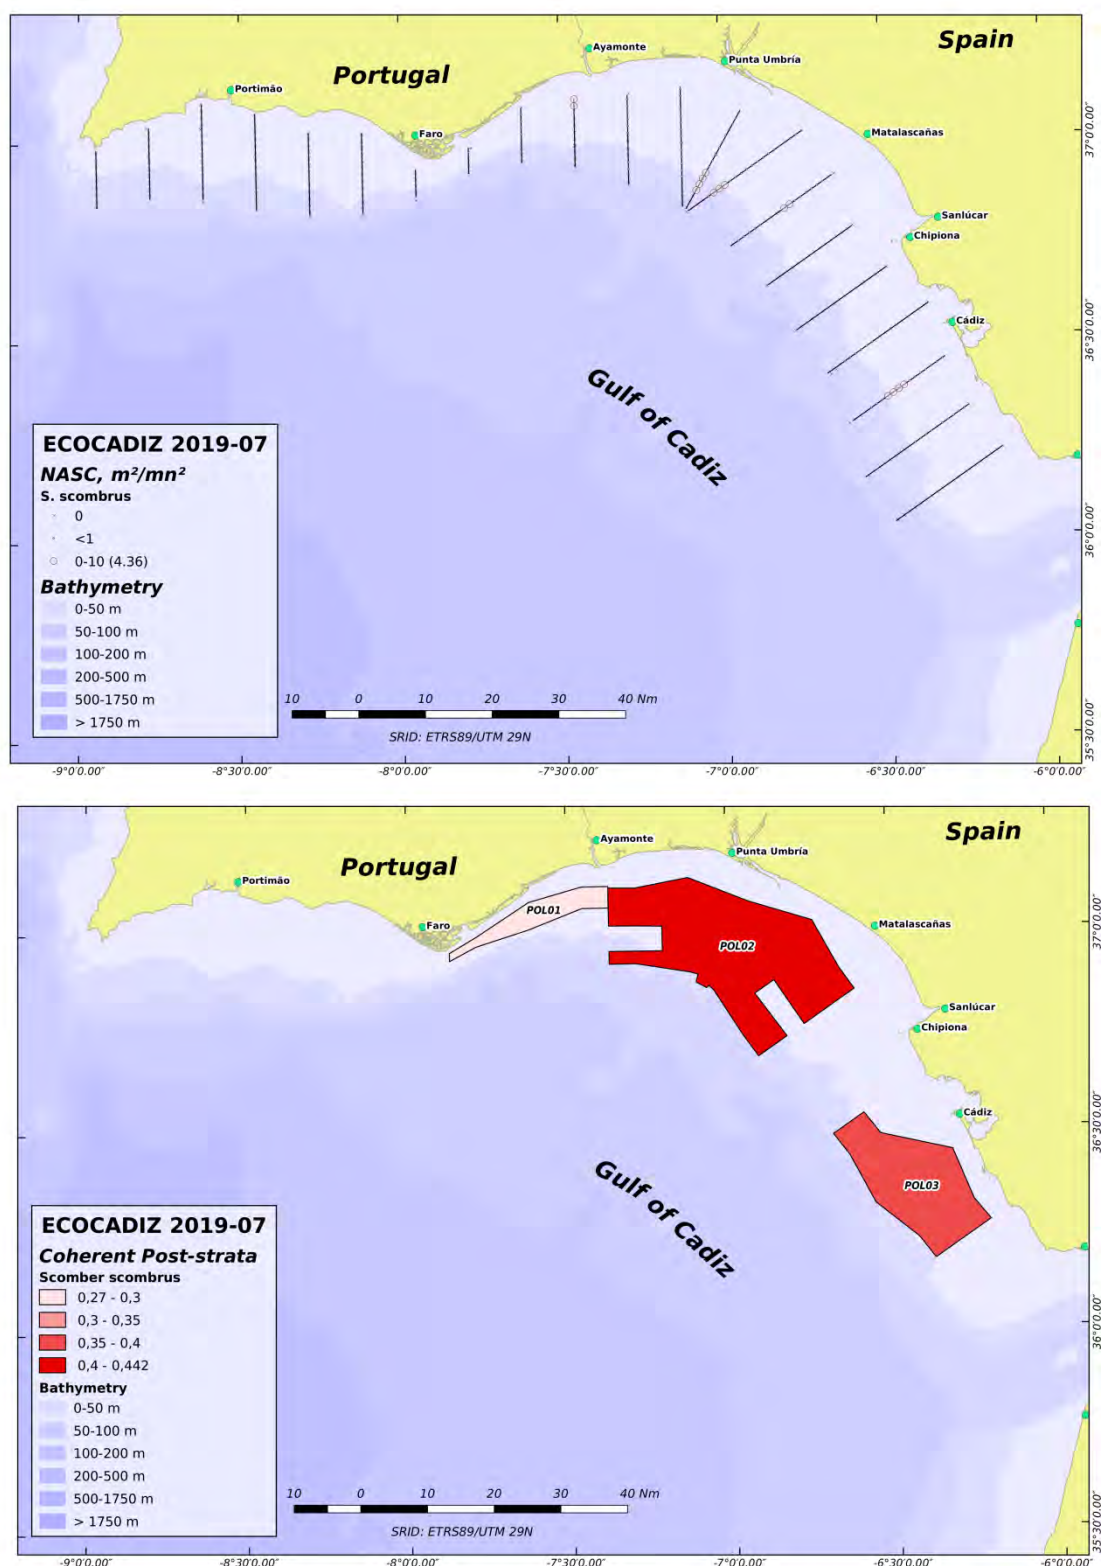 Spain
Ayamonte
Punta Umbría
Portugal
Portimão
Faro
Matalascañas
37°0'0.00"
Sanlúcar
Chipiona
Cádiz
36°30'0.00"
Gulf of Cadiz
ECOCADIZ 2019-07
NASC, m²/mn²
S. scombrus
0
<1
0-10 (4.36)
Bathymetry
0-50 m
50-100 m
100-200 m
200-500 m
500-1750 m
> 1750 m
36°0'0.00"
10 0 10 20 30 40 Nm
SRID: ETRS89/UTM 29N
35°30'0.00"
-9°0'0.00" -8°30'0.00" -8°0'0.00" -7°30'0.00" -7°0'0.00" -6°30'0.00" -6°0'0.00"
Spain
Ayamonte
Punta Umbría
Portugal
Portimão
Faro
POL01
Matalascañas
37°0'0.00"
POL02
Sanlúcar
Chipiona
Cádiz
36°30'0.00"
Gulf of Cadiz
POL03
ECOCADIZ 2019-07
Coherent Post-strata
Scomber scombrus
0,27 - 0,3
0,3 - 0,35
0,35 - 0,4
0,4 - 0,442
Bathymetry
0-50 m
50-100 m
100-200 m
200-500 m
500-1750 m
> 1750 m
36°0'0.00"
10 0 10 20 30 40 Nm
SRID: ETRS89/UTM 29N
35°30'0.00"
-9°0'0.00" -8°30'0.00" -8°0'0.00" -7°30'0.00" -7°0'0.00" -6°30'0.00" -6°0'0.00"